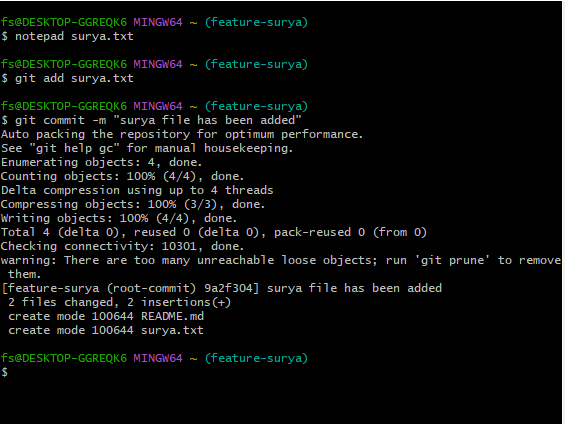 fs@DESKTOP-GGREQK6 MINGW64 ~ (feature-surya)
$ notepad surya.txt
fs@DESKTOP-GGREQK6 MINGW64 ~ (feature-surya)
$ git add surya.txt
fs@DESKTOP-GGREQK6 MINGW64 ~ (feature-surya)
$ git commit -m "surya file has been added"
Auto packing the repository for optimum performance.
See "git help gc" for manual housekeeping.
Enumerating objects: 4, done.
Counting objects: 100% (4/4), done.
Delta compression using up to 4 threads
Compressing objects: 100% (3/3), done.
Writing objects: 100% (4/4), done.
Total 4 (delta 0), reused 0 (delta 0), pack-reused 0 (from 0)
Checking connectivity: 10301, done.
warning: There are too many unreachable loose objects; run 'git prune' to remove
 them.
[feature-surya (root-commit) 9a2f304] surya file has been added
 2 files changed, 2 insertions(+)
 create mode 100644 README.md
 create mode 100644 surya.txt
fs@DESKTOP-GGREQK6 MINGW64 ~ (feature-surya)
$